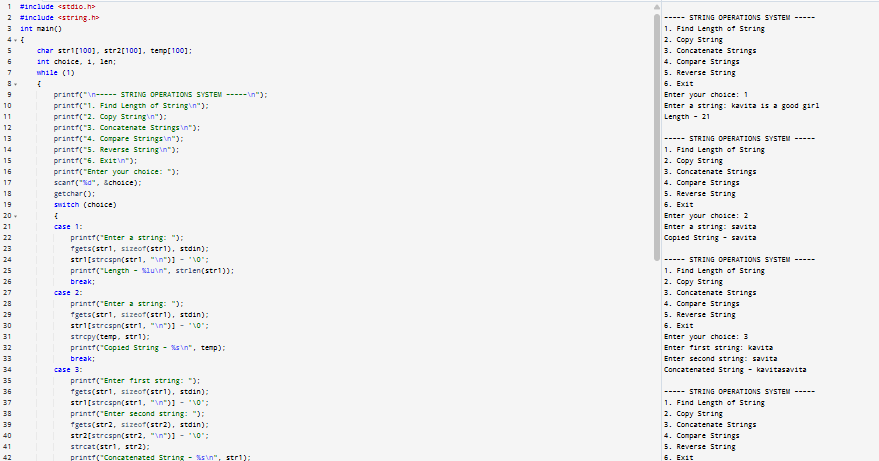 1 #include <stdio.h>
2 #include <string.h>
3 int main()
4 {
5 char str1[100], str2[100], temp[100];
6 int choice, i, len;
7 while (1)
8 {
9 printf("\n----- STRING OPERATIONS SYSTEM -----\n");
10 printf("1. Find Length of String\n");
11 printf("2. Copy String\n");
12 printf("3. Concatenate Strings\n");
13 printf("4. Compare Strings\n");
14 printf("5. Reverse String\n");
15 printf("6. Exit\n");
16 printf("Enter your choice: ");
17 scanf("%d", &choice);
18 getchar();
19 switch (choice)
20 {
21 case 1:
22 printf("Enter a string: ");
23 fgets(str1, sizeof(str1), stdin);
24 str1[strcspn(str1, "\n")] = '\0';
25 printf("Length = %lu\n", strlen(str1));
26 break;
27 case 2:
28 printf("Enter a string: ");
29 fgets(str1, sizeof(str1), stdin);
30 str1[strcspn(str1, "\n")] = '\0';
31 strcpy(temp, str1);
32 printf("Copied String = %s\n", temp);
33 break;
34 case 3:
35 printf("Enter first string: ");
36 fgets(str1, sizeof(str1), stdin);
37 str1[strcspn(str1, "\n")] = '\0';
38 printf("Enter second string: ");
39 fgets(str2, sizeof(str2), stdin);
40 str2[strcspn(str2, "\n")] = '\0';
41 strcat(str1, str2);
42 printf("Concatenated String = %s\n", str1);
----- STRING OPERATIONS SYSTEM -----
1. Find Length of String
2. Copy String
3. Concatenate Strings
4. Compare Strings
5. Reverse String
6. Exit
Enter your choice: 1
Enter a string: kavita is a good girl
Length = 21
----- STRING OPERATIONS SYSTEM -----
1. Find Length of String
2. Copy String
3. Concatenate Strings
4. Compare Strings
5. Reverse String
6. Exit
Enter your choice: 2
Enter a string: savita
Copied String = savita
----- STRING OPERATIONS SYSTEM -----
1. Find Length of String
2. Copy String
3. Concatenate Strings
4. Compare Strings
5. Reverse String
6. Exit
Enter your choice: 3
Enter first string: kavita
Enter second string: savita
Concatenated String = kavitasavita
----- STRING OPERATIONS SYSTEM -----
1. Find Length of String
2. Copy String
3. Concatenate Strings
4. Compare Strings
5. Reverse String
6. Exit